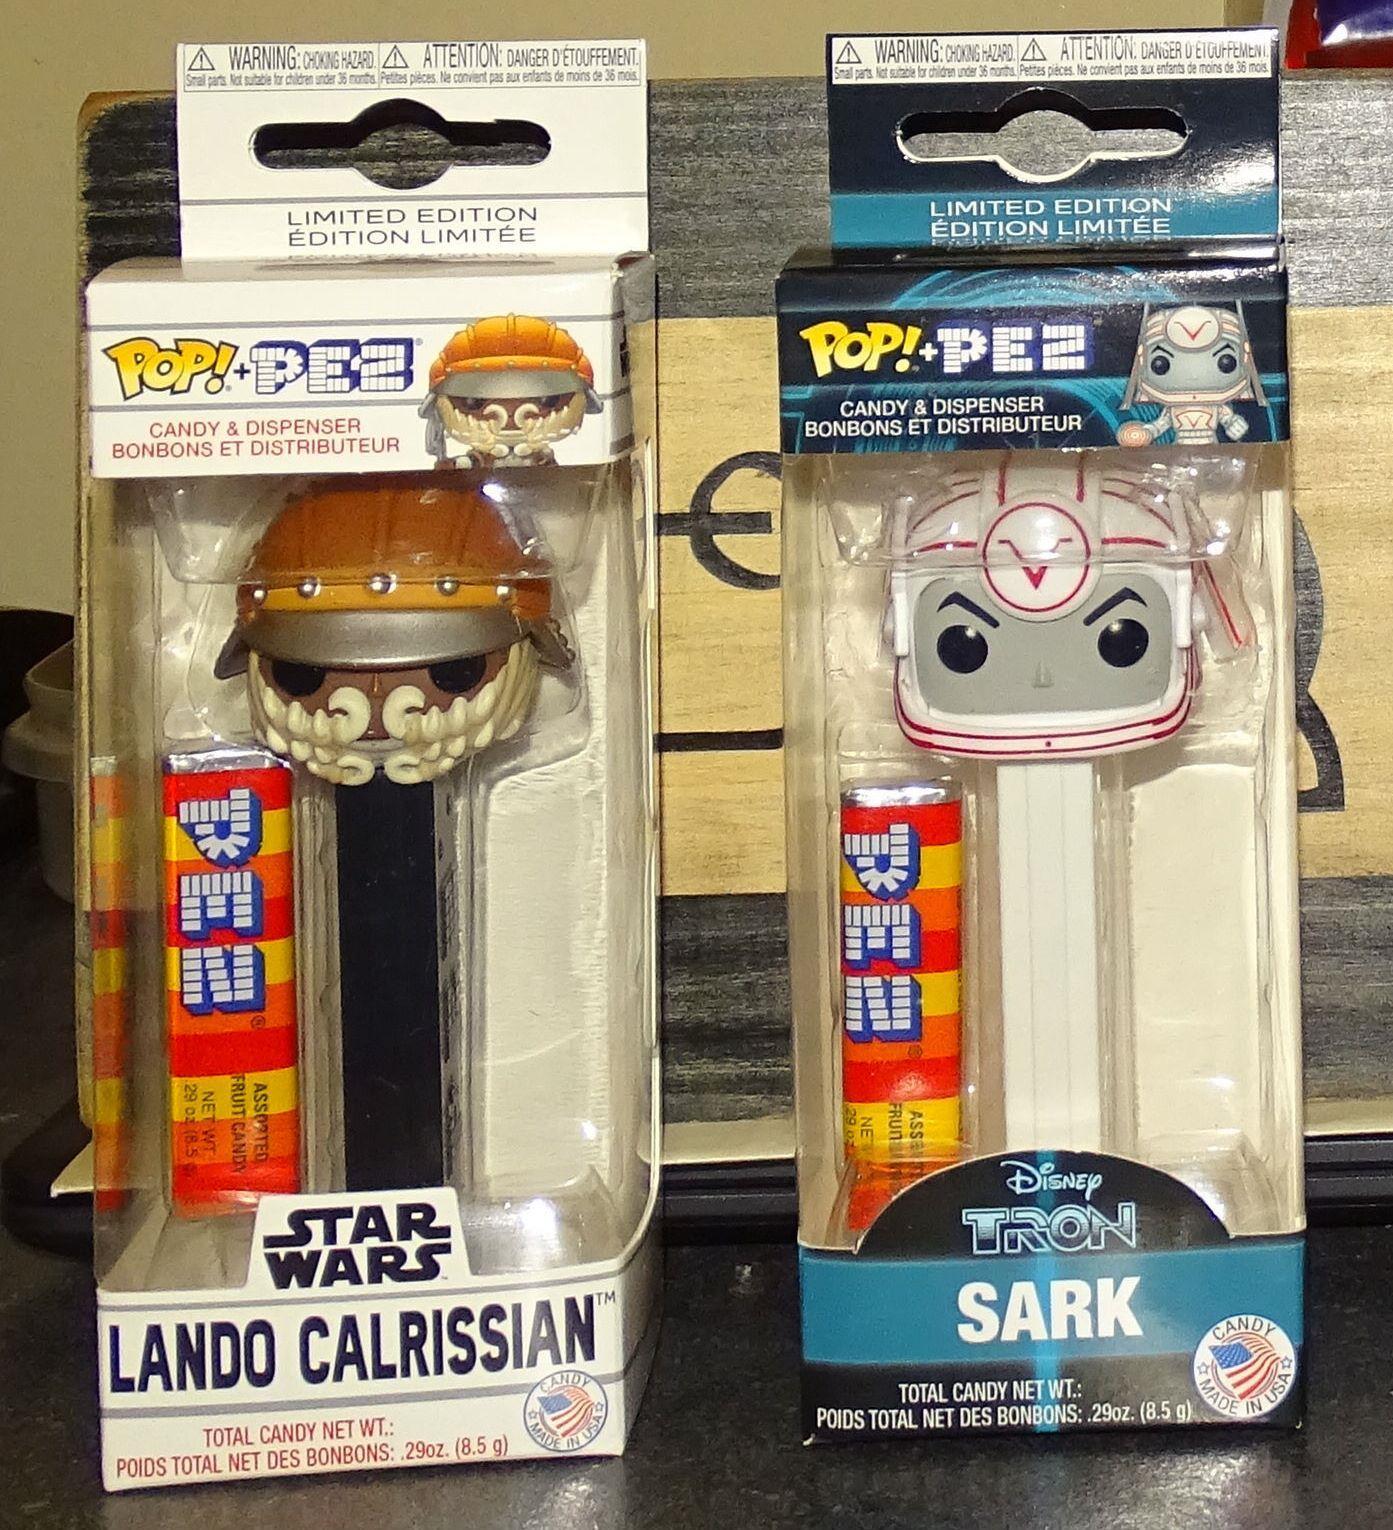 WARNING: CHOKING HAZARD.
Small parts. Not suitable for children under 36 months.
ATTENTION: DANGER D'ÉTOUFFEMENT.
Petites pièces. Ne convient pas aux enfants de moins de 36 mois.
LIMITED EDITION
ÉDITION LIMITÉE
POP!+PEZ®
CANDY & DISPENSER
BONBONS ET DISTRIBUTEUR
PEZ®
ASSORTED
FRUIT CANDY
NET WT.
.29 oz (8.5
STAR
WARS
LANDO CALRISSIAN™
TOTAL CANDY NET WT.:
POIDS TOTAL NET DES BONBONS: .29oz. (8.5 g)
CANDY
MADE IN USA
WARNING: CHOKING HAZARD.
Small parts. Not suitable for children under 36 months.
ATTENTION: DANGER D'ÉTOUFFEMENT.
Petites pièces. Ne convient pas aux enfants de moins de 36 mois.
LIMITED EDITION
ÉDITION LIMITÉE
POP!+PEZ
CANDY & DISPENSER
BONBONS ET DISTRIBUTEUR
PEZ®
Disney
TRON
SARK
TOTAL CANDY NET WT.:
POIDS TOTAL NET DES BONBONS: .29oz. (8.5 g)
CANDY
MADE IN USA